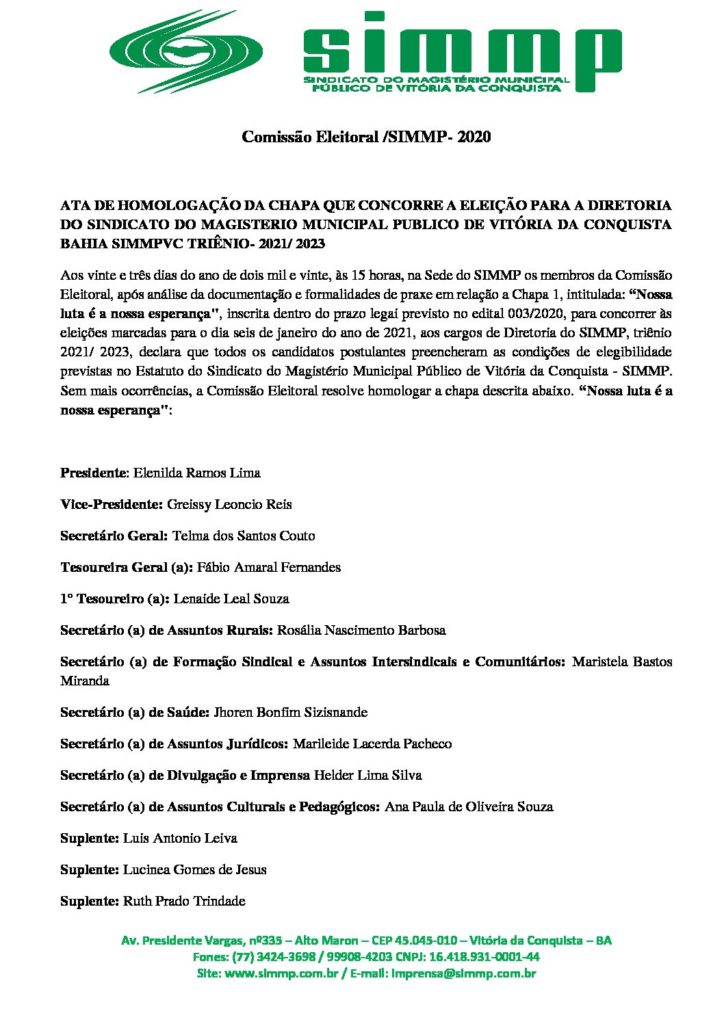 simmp
SINDICATO DO MAGISTÉRIO MUNICIPAL
PÚBLICO DE VITÓRIA DA CONQUISTA
Comissão Eleitoral /SIMMP- 2020
ATA DE HOMOLOGAÇÃO DA CHAPA QUE CONCORRE A ELEIÇÃO PARA A DIRETORIA
DO SINDICATO DO MAGISTERIO MUNICIPAL PUBLICO DE VITÓRIA DA CONQUISTA
BAHIA SIMMPVC TRIÊNIO- 2021/ 2023
Aos vinte e três dias do ano de dois mil e vinte, às 15 horas, na Sede do SIMMP os membros da Comissão
Eleitoral, após análise da documentação e formalidades de praxe em relação a Chapa 1, intitulada: “Nossa
luta é a nossa esperança", inscrita dentro do prazo legal previsto no edital 003/2020, para concorrer às
eleições marcadas para o dia seis de janeiro do ano de 2021, aos cargos de Diretoria do SIMMP, triênio
2021/ 2023, declara que todos os candidatos postulantes preencheram as condições de elegibilidade
previstas no Estatuto do Sindicato do Magistério Municipal Público de Vitória da Conquista - SIMMP.
Sem mais ocorrências, a Comissão Eleitoral resolve homologar a chapa descrita abaixo. “Nossa luta é a
nossa esperança":
Presidente: Elenilda Ramos Lima
Vice-Presidente: Greissy Leoncio Reis
Secretário Geral: Telma dos Santos Couto
Tesoureira Geral (a): Fábio Amaral Fernandes
1° Tesoureiro (a): Lenaide Leal Souza
Secretário (a) de Assuntos Rurais: Rosália Nascimento Barbosa
Secretário (a) de Formação Sindical e Assuntos Intersindicais e Comunitários: Maristela Bastos
Miranda
Secretário (a) de Saúde: Jhoren Bonfim Sizisnande
Secretário (a) de Assuntos Jurídicos: Marileide Lacerda Pacheco
Secretário (a) de Divulgação e Imprensa Helder Lima Silva
Secretário (a) de Assuntos Culturais e Pedagógicos: Ana Paula de Oliveira Souza
Suplente: Luis Antonio Leiva
Suplente: Lucinea Gomes de Jesus
Suplente: Ruth Prado Trindade
Av. Presidente Vargas, nº335 – Alto Maron – CEP 45.045-010 – Vitória da Conquista – BA
Fones: (77) 3424-3698 / 99908-4203 CNPJ: 16.418.931-0001-44
Site: www.simmp.com.br / E-mail: imprensa@simmp.com.br